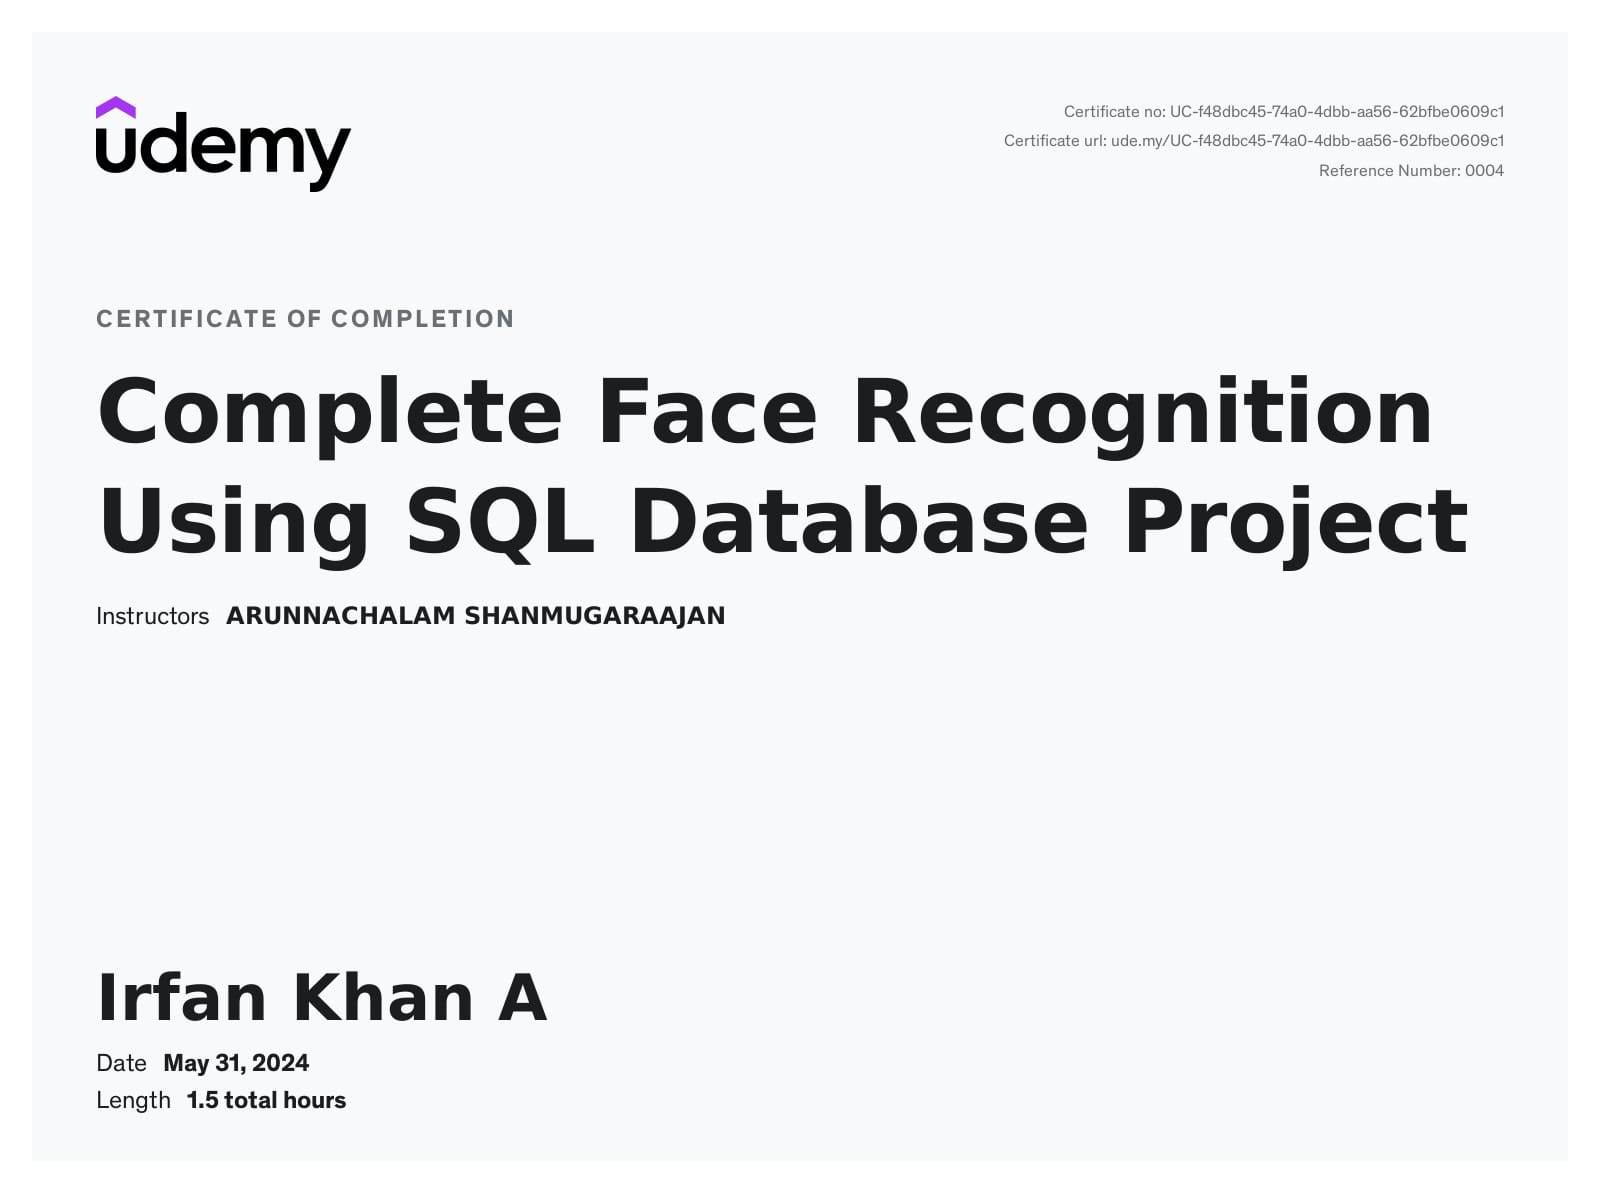 udemy
Certificate no: UC-f48dbc45-74a0-4dbb-aa56-62bfbe0609c1
Certificate url: ude.my/UC-f48dbc45-74a0-4dbb-aa56-62bfbe0609c1
Reference Number: 0004
CERTIFICATE OF COMPLETION
Complete Face Recognition
Using SQL Database Project
Instructors ARUNNACHALAM SHANMUGARAAJAN
Irfan Khan A
Date May 31, 2024
Length 1.5 total hours